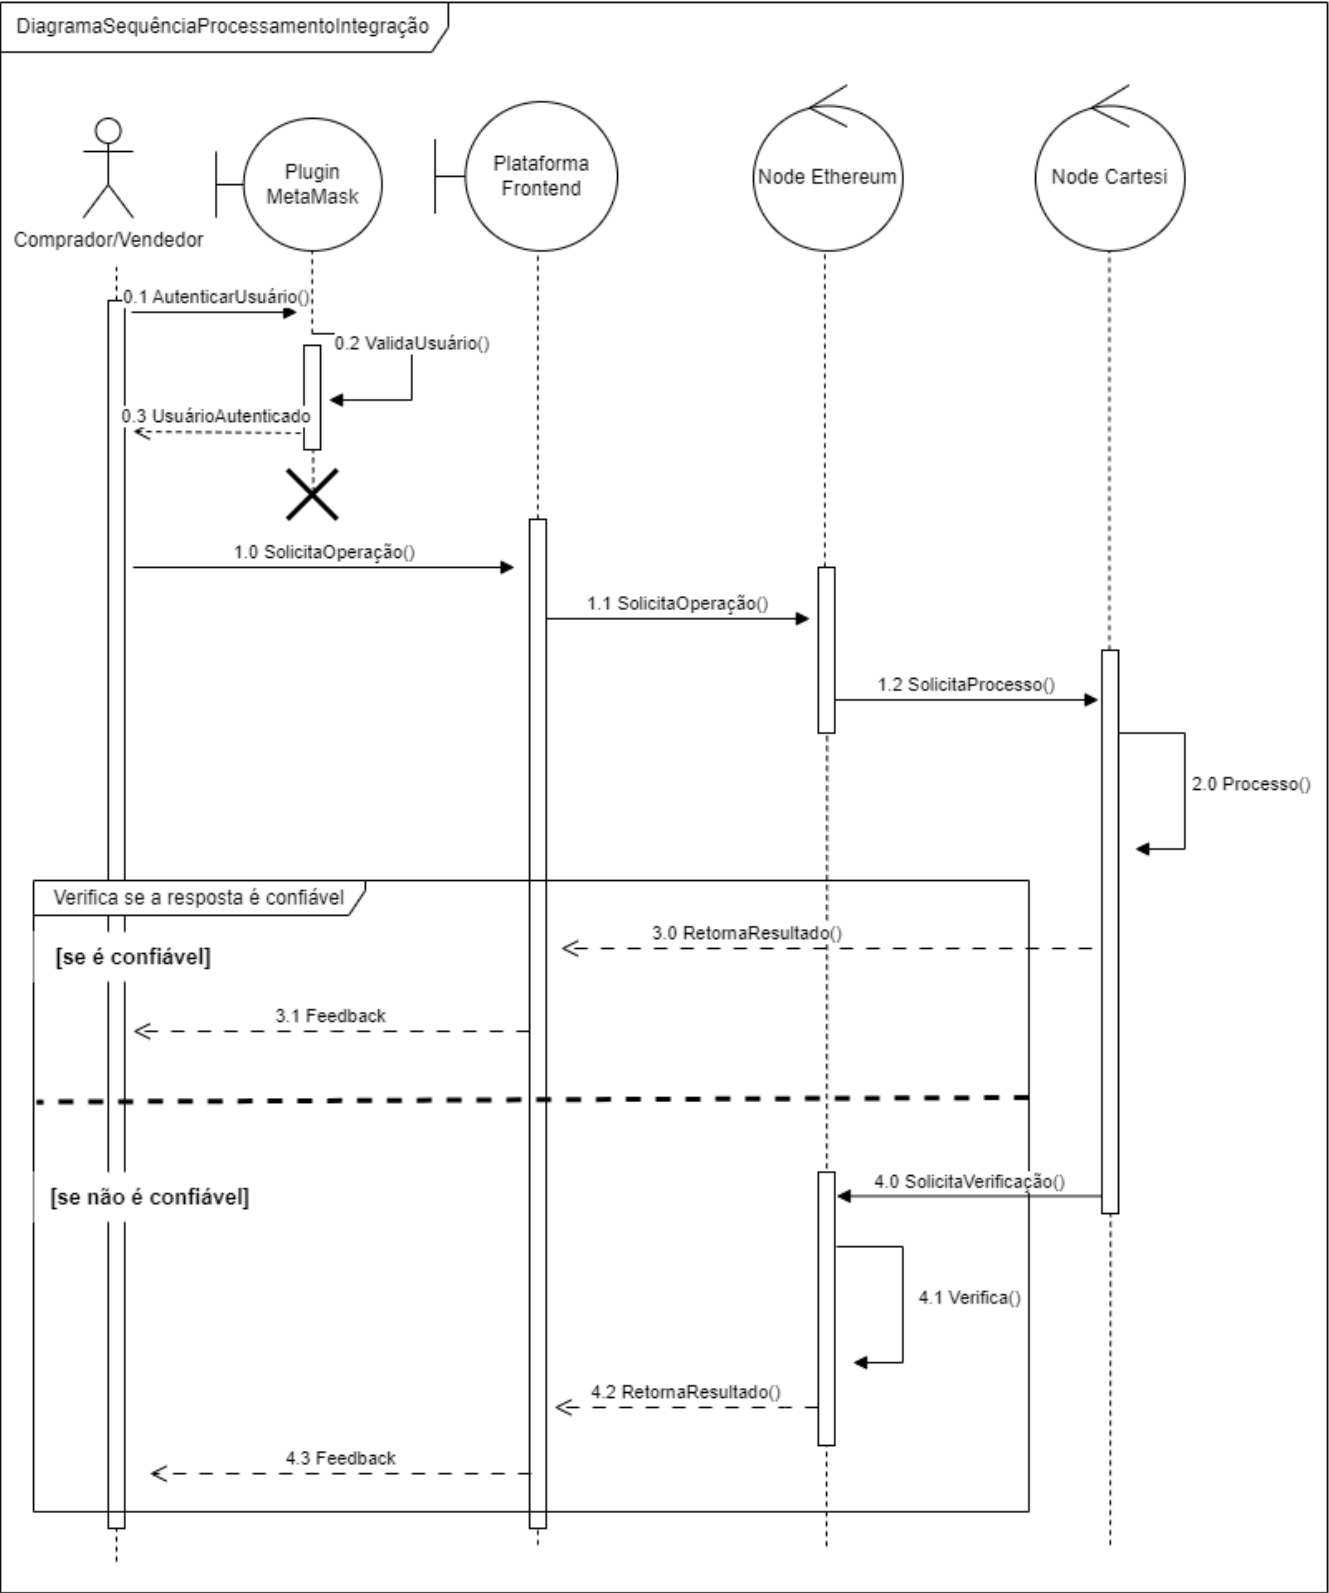 DiagramaSequênciaProcessamentoIntegração
Comprador/Vendedor
Plugin
MetaMask
Plataforma
Frontend
Node Ethereum
Node Cartesi
0.1 AutenticarUsuário()
0.2 ValidaUsuário()
0.3 UsuárioAutenticado
1.0 SolicitaOperação()
1.1 SolicitaOperação()
1.2 SolicitaProcesso()
2.0 Processo()
Verifica se a resposta é confiável
3.0 RetornaResultado()
[se é confiável]
3.1 Feedback
4.0 SolicitaVerificação()
[se não é confiável]
4.1 Verifica()
4.2 RetornaResultado()
4.3 Feedback